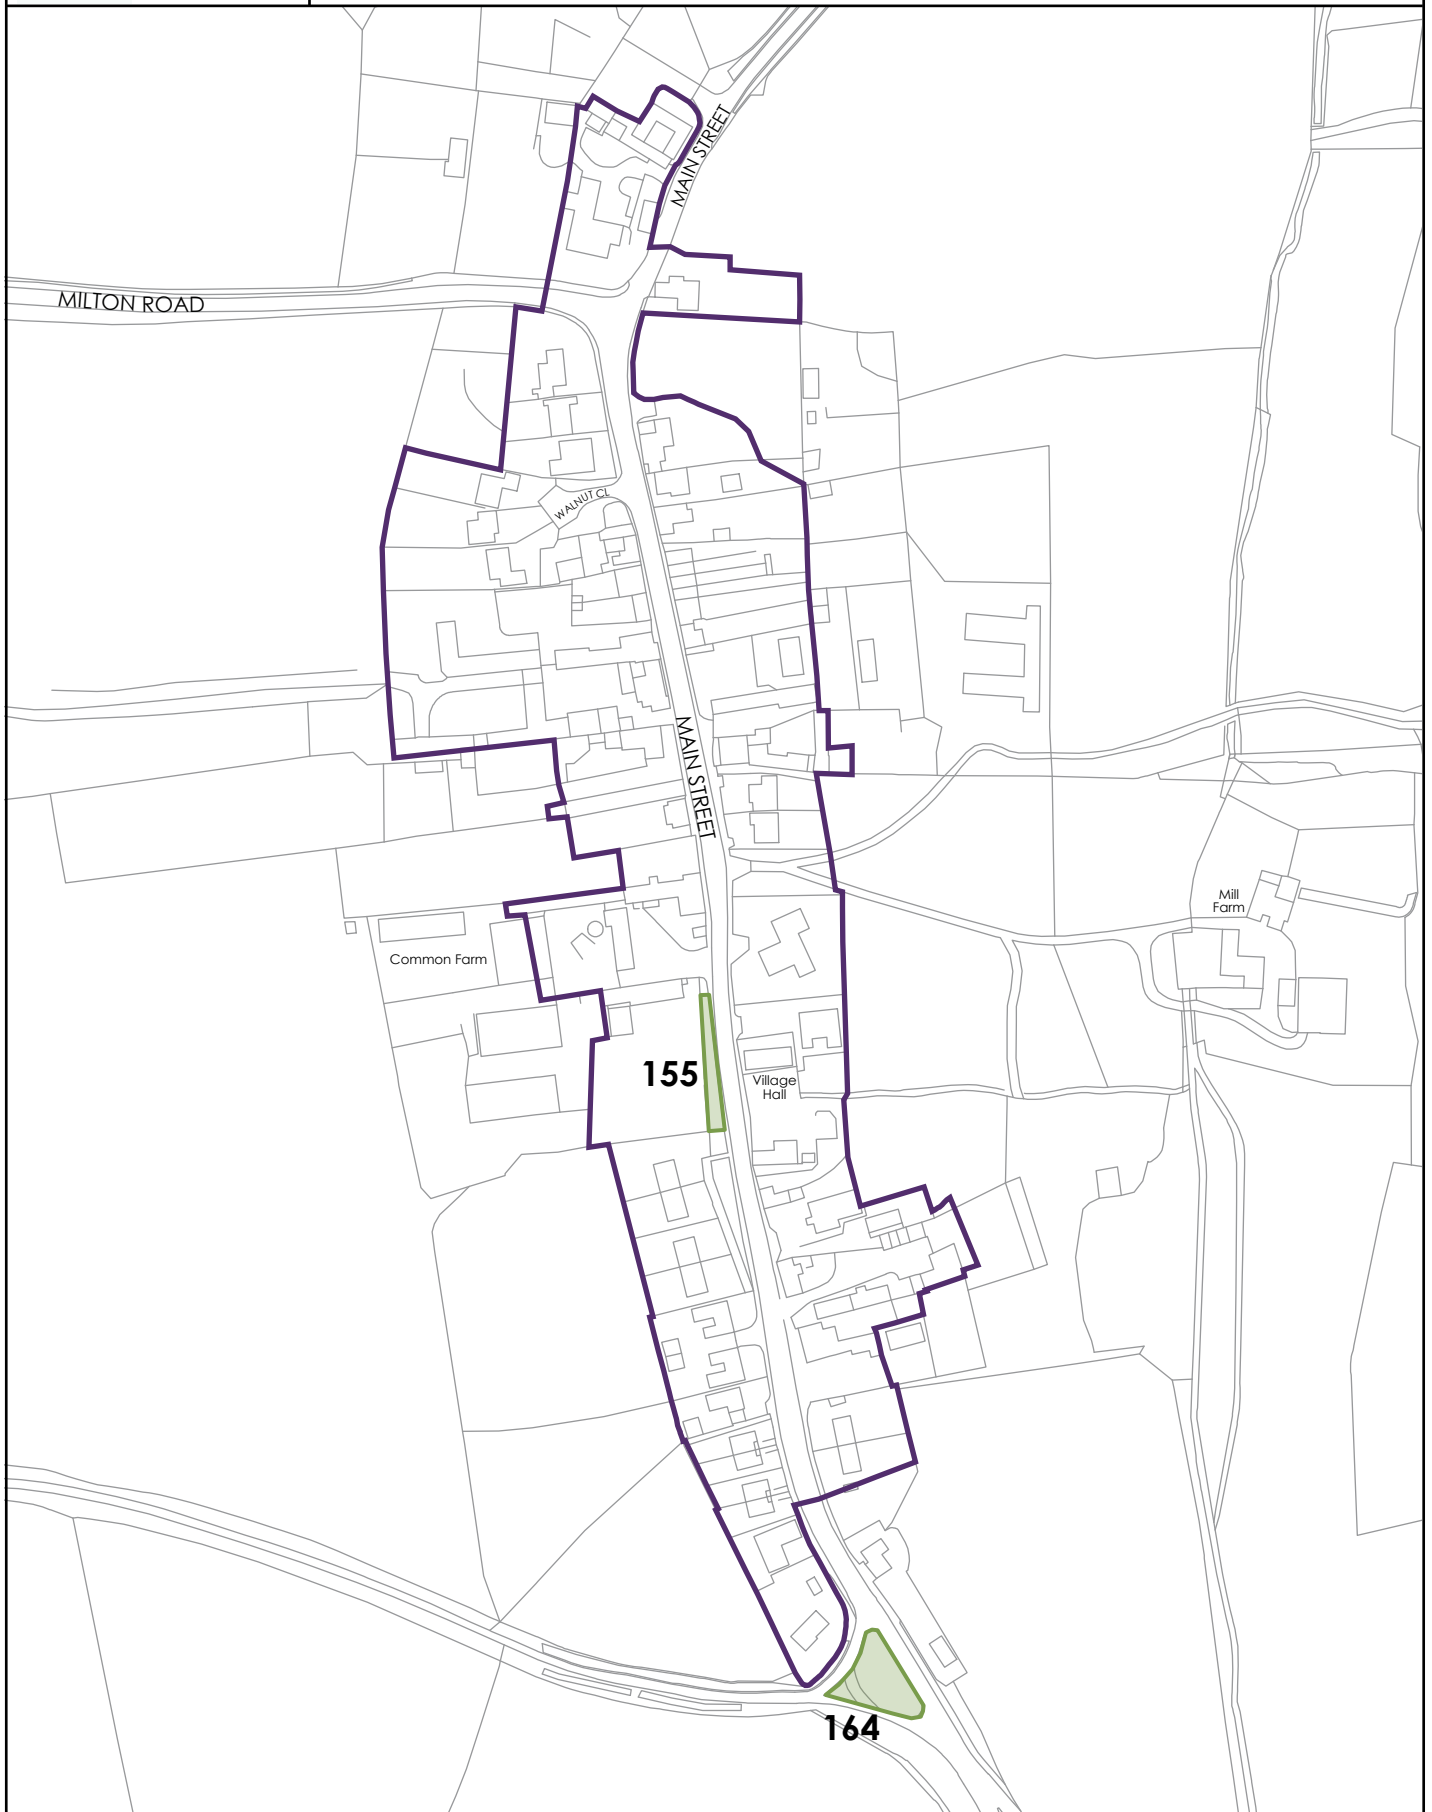 MAIN STREET
MILTON ROAD
WALNUT CL
MAIN STREET
Mill
Farm
Common Farm
155
Village
Hall
164